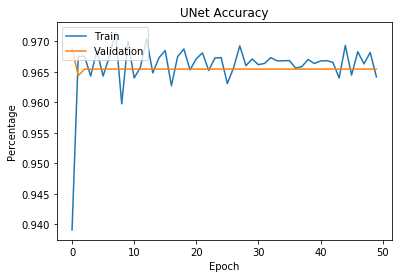 UNet Accuracy
Train
Validation
Percentage
0.970
0.965
0.960
0.955
0.950
0.945
0.940
0
10
20
30
40
50
Epoch